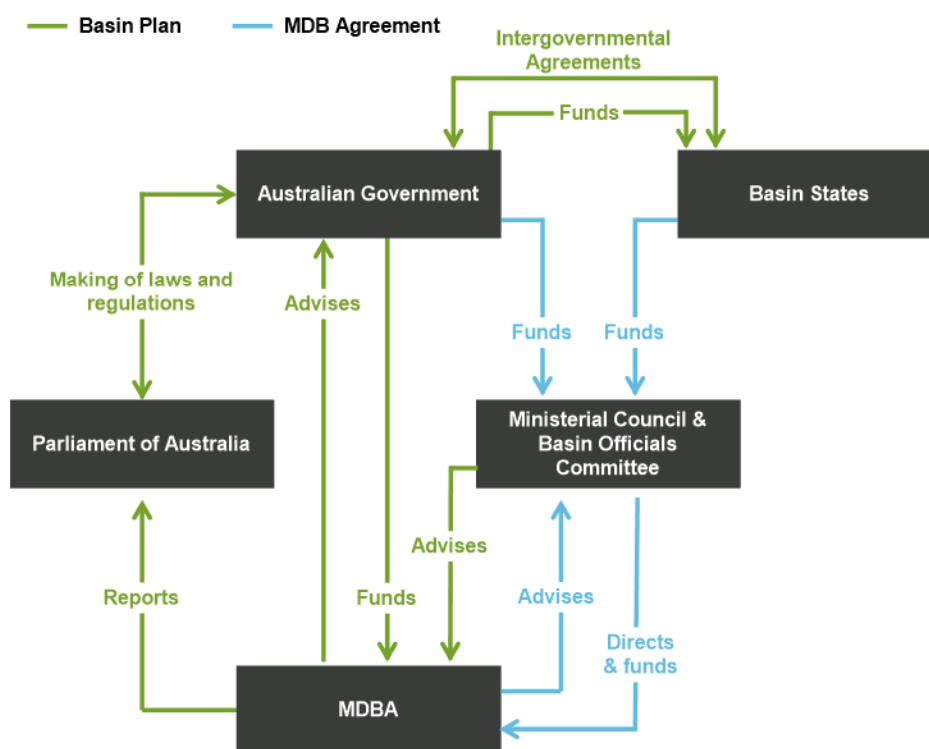 Basin Plan
MDB Agreement
Intergovernmental
Agreements
Funds
Australian Government
Basin States
Making of laws and
regulations
Advises
Funds
Funds
Parliament of Australia
Ministerial Council &
Basin Officials
Committee
Advises
Reports
Funds
Advises
Directs
& funds
MDBA